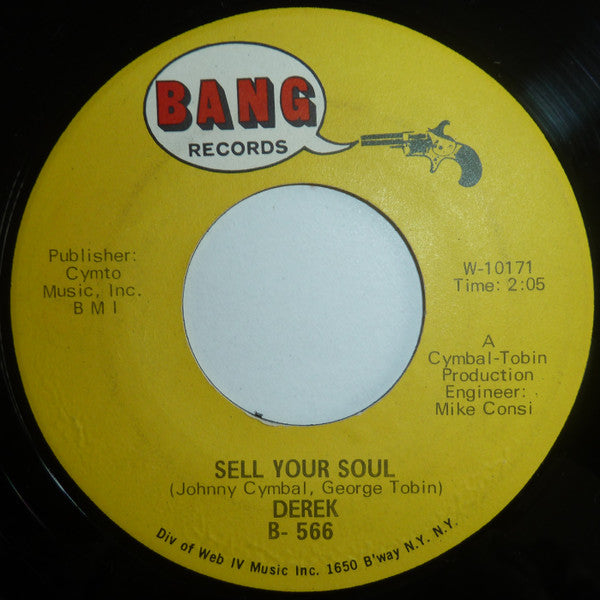 BANG
RECORDS
Publisher:
Cymto
Music, Inc.
B M I
W-10171
Time: 2:05
A
Cymbal-Tobin
Production
Engineer:
Mike Consi
SELL YOUR SOUL
(Johnny Cymbal, George Tobin)
DEREK
B- 566
Div of Web IV Music Inc. 1650 B'way N.Y. N.Y.